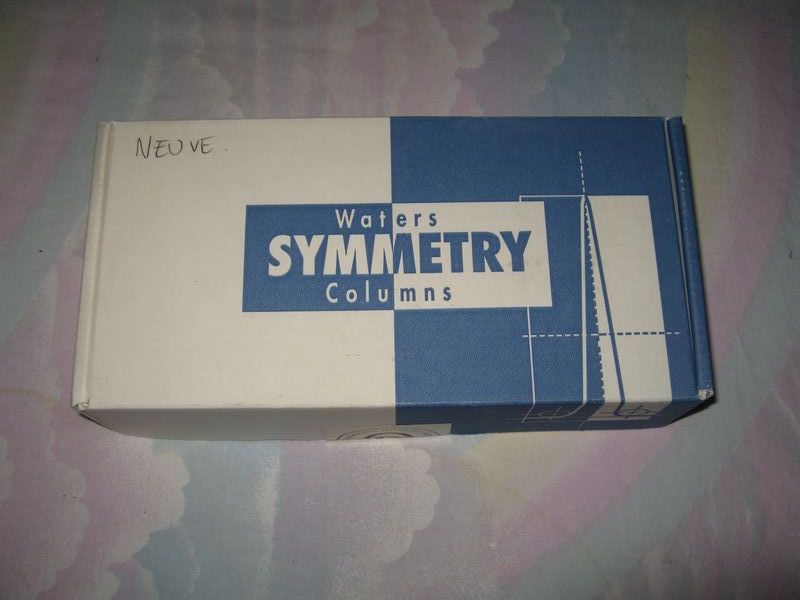 NEUVE.
Waters
SYMMETRY
Columns